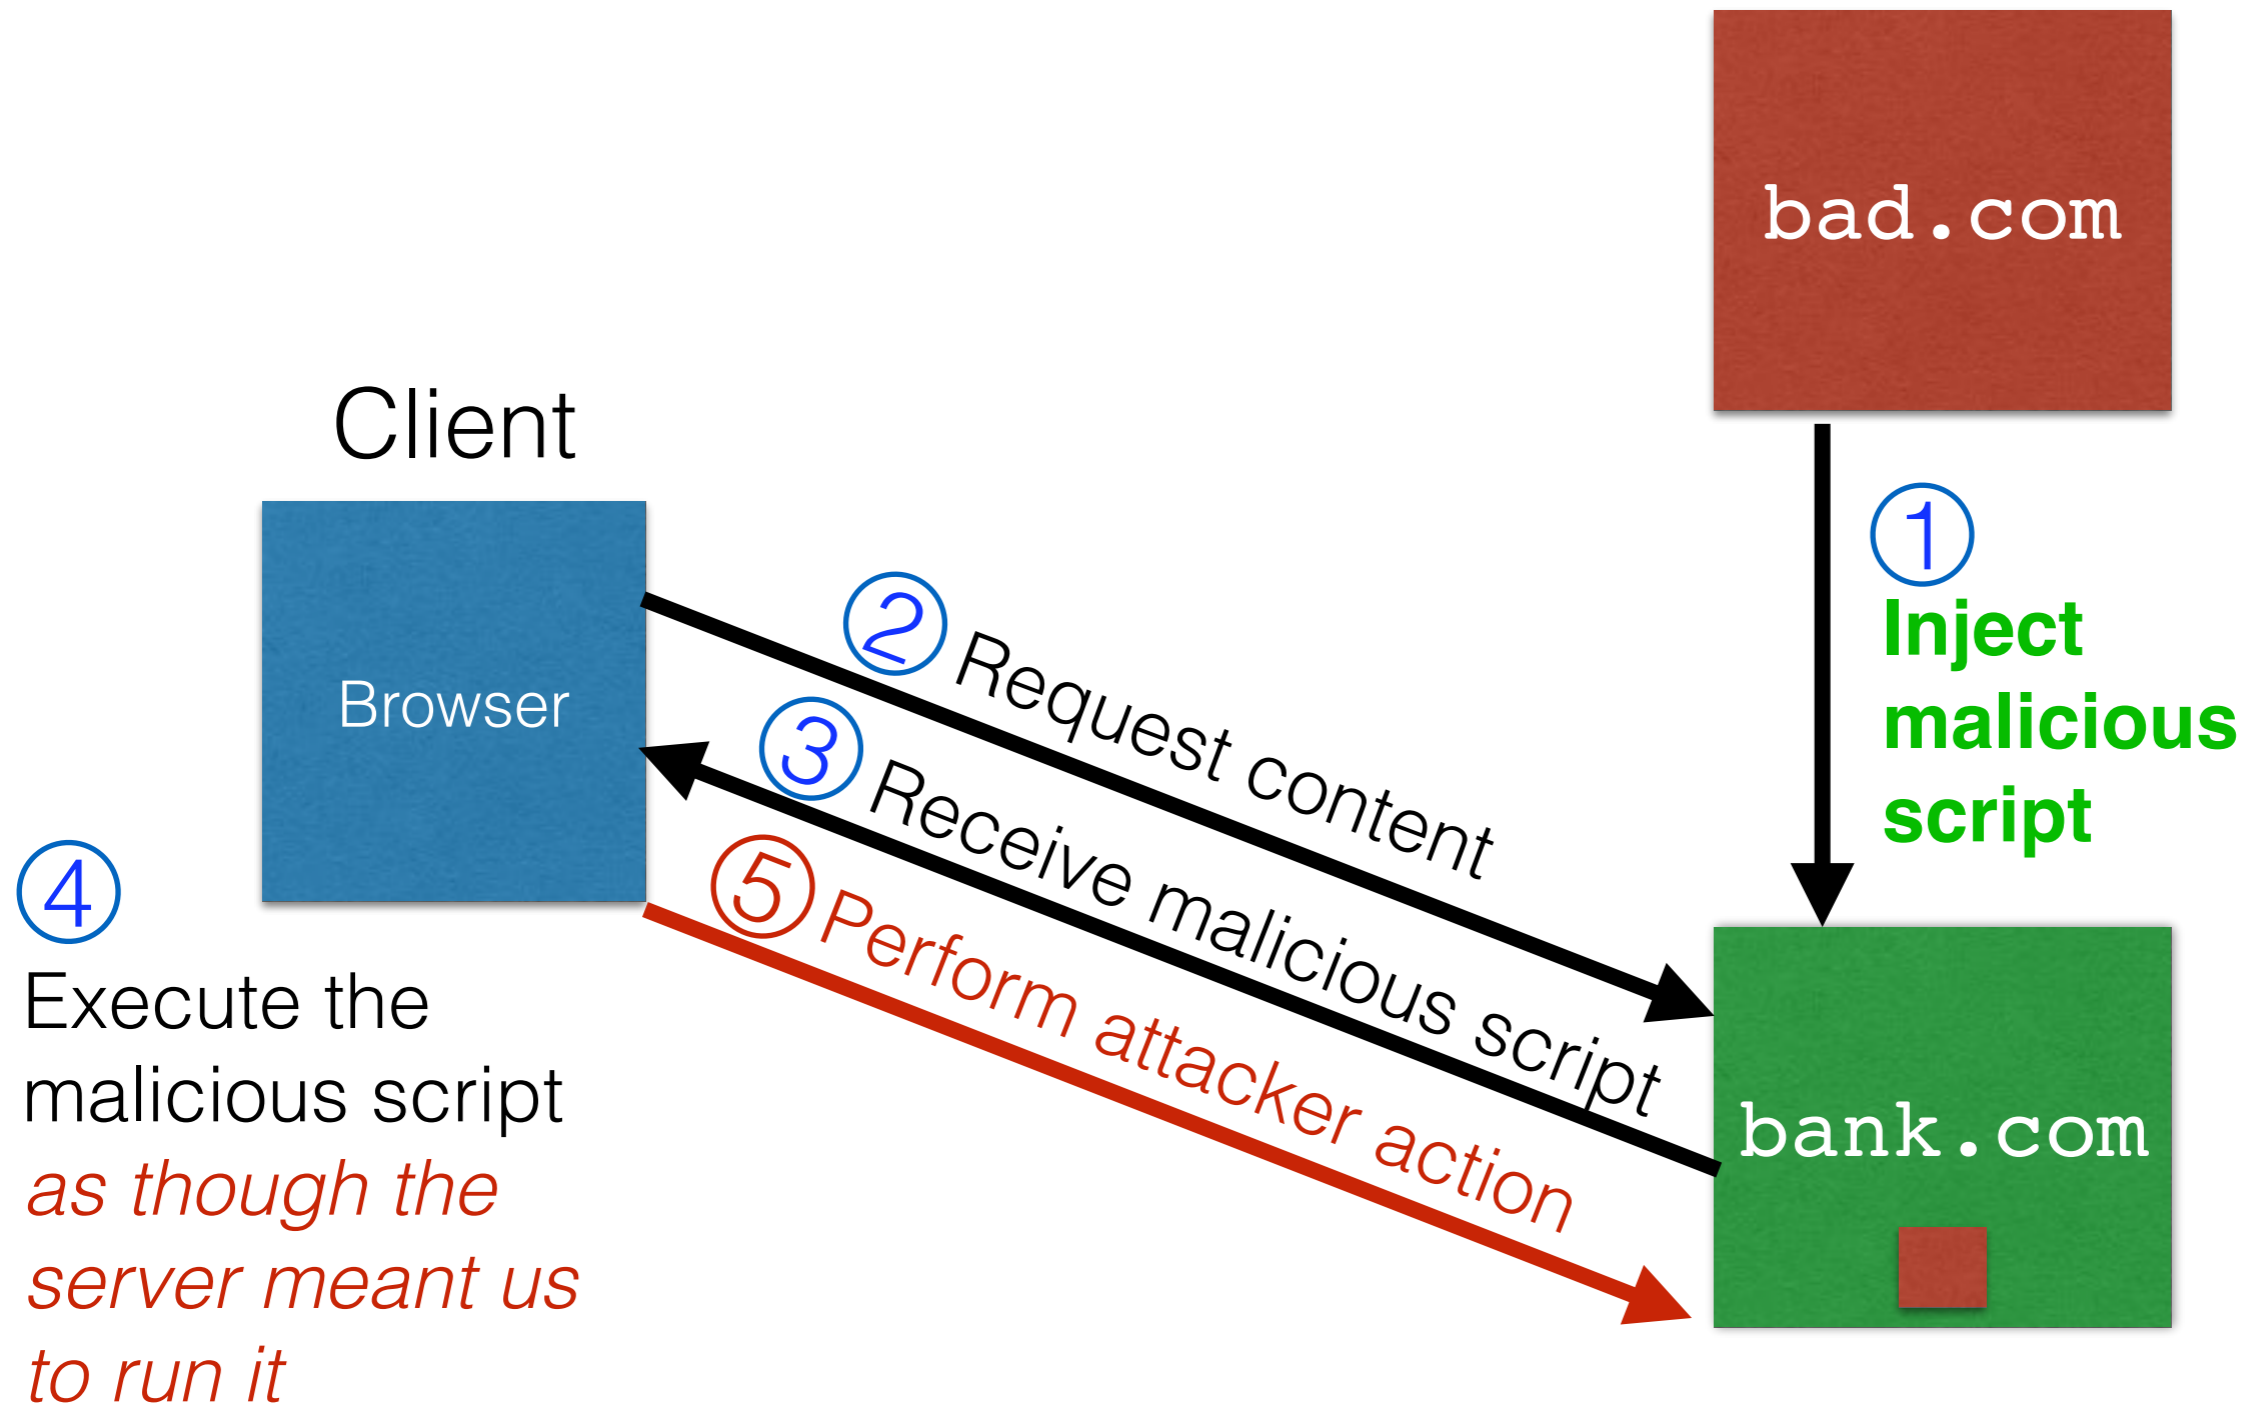 bad.com
Client
Browser
①
Inject
malicious
script
② Request content
③ Receive malicious script
④
Execute the
malicious script
as though the
server meant us
to run it
⑤ Perform attacker action
bank.com